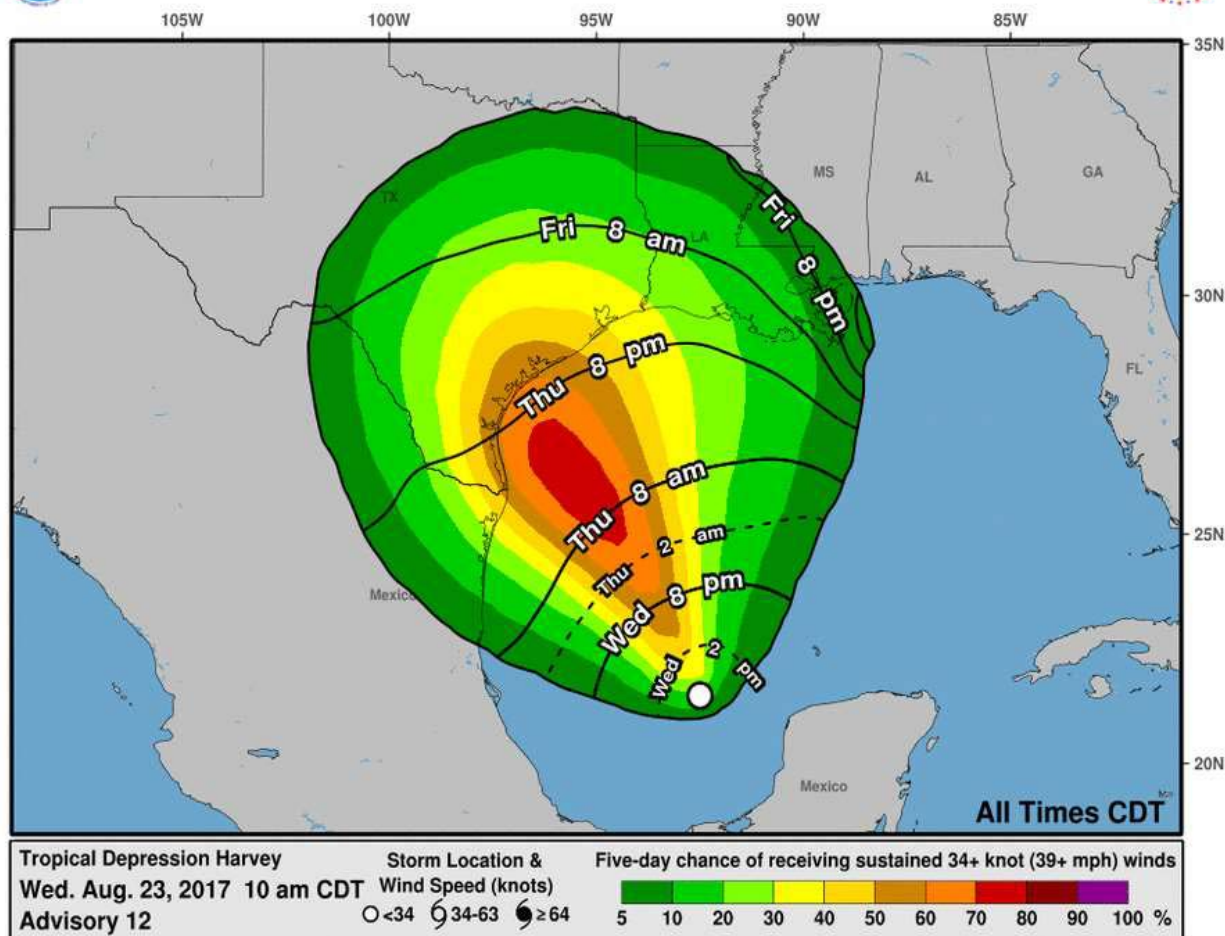 105W 100W 95W 90W 85W
35N
MS AL GA
TX
Fri 8 am
Fri 8 pm
LA
30N
Thu 8 pm
FL
Thu 8 am
25N
Thu 2 am
Mexico
Wed 8 pm
Wed 2 pm
20N
Mexico
All Times CDT
Tropical Depression Harvey
Wed. Aug. 23, 2017 10 am CDT
Advisory 12
Storm Location &
Wind Speed (knots)
<34 34-63 ≥64
Five-day chance of receiving sustained 34+ knot (39+ mph) winds
5 10 20 30 40 50 60 70 80 90 100 %